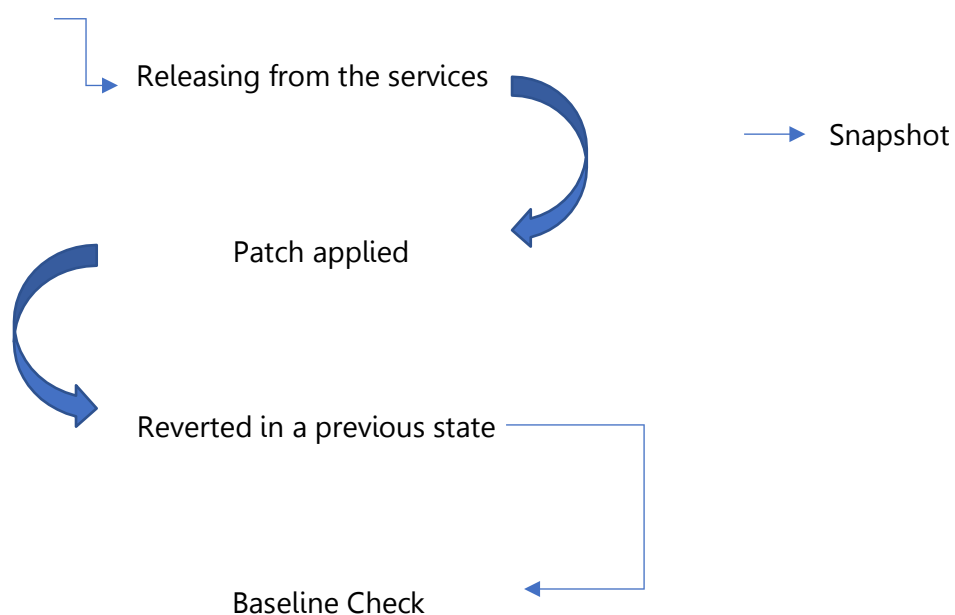 Releasing from the services
Snapshot
Patch applied
Reverted in a previous state
Baseline Check